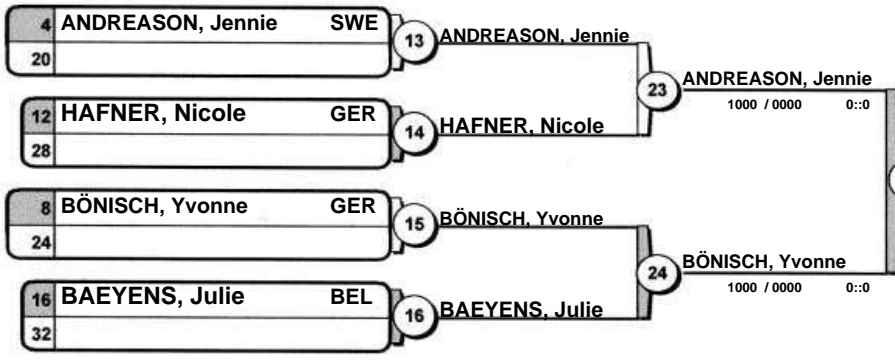 4 ANDREASON, Jennie SWE
20
13 ANDREASON, Jennie
12 HAFNER, Nicole GER
28
14 HAFNER, Nicole
23 ANDREASON, Jennie
1000 / 0000 0::0
8 BÖNISCH, Yvonne GER
24
15 BÖNISCH, Yvonne
16 BAEYENS, Julie BEL
32
16 BAEYENS, Julie
24 BÖNISCH, Yvonne
1000 / 0000 0::0